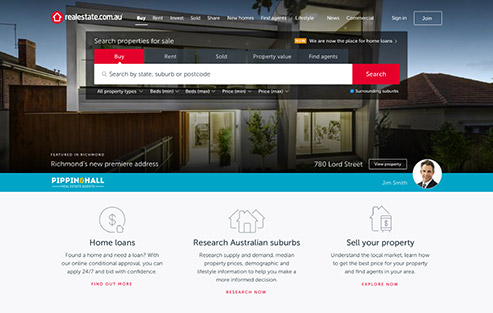 realestate.com.au Buy Rent Invest Sold Share New homes Find agents Lifestyle News Commercial Sign in Join
Search properties for sale NEW We are now the place for home loans
Buy Rent Sold Property value Find agents
Search by state, suburb or postcode Search
All property types Beds (min) Beds (max) Price (min) Price (max) Surrounding suburbs
FEATURED IN RICHMOND
Richmond's new premiere address 780 Lord Street View property
PIPPING HALL Jim Smith
REAL ESTATE AGENTS
Home loans Research Australian suburbs Sell your property
Found a home and need a loan? With Research supply and demand, median Understand the local market, learn how
our online conditional approval, you can property prices, demographic and to get the best price for your property
apply 24/7 and bid with confidence. lifestyle information to help you make a and find agents in your area.
more informed decision.
FIND OUT MORE EXPLORE NOW
RESEARCH NOW